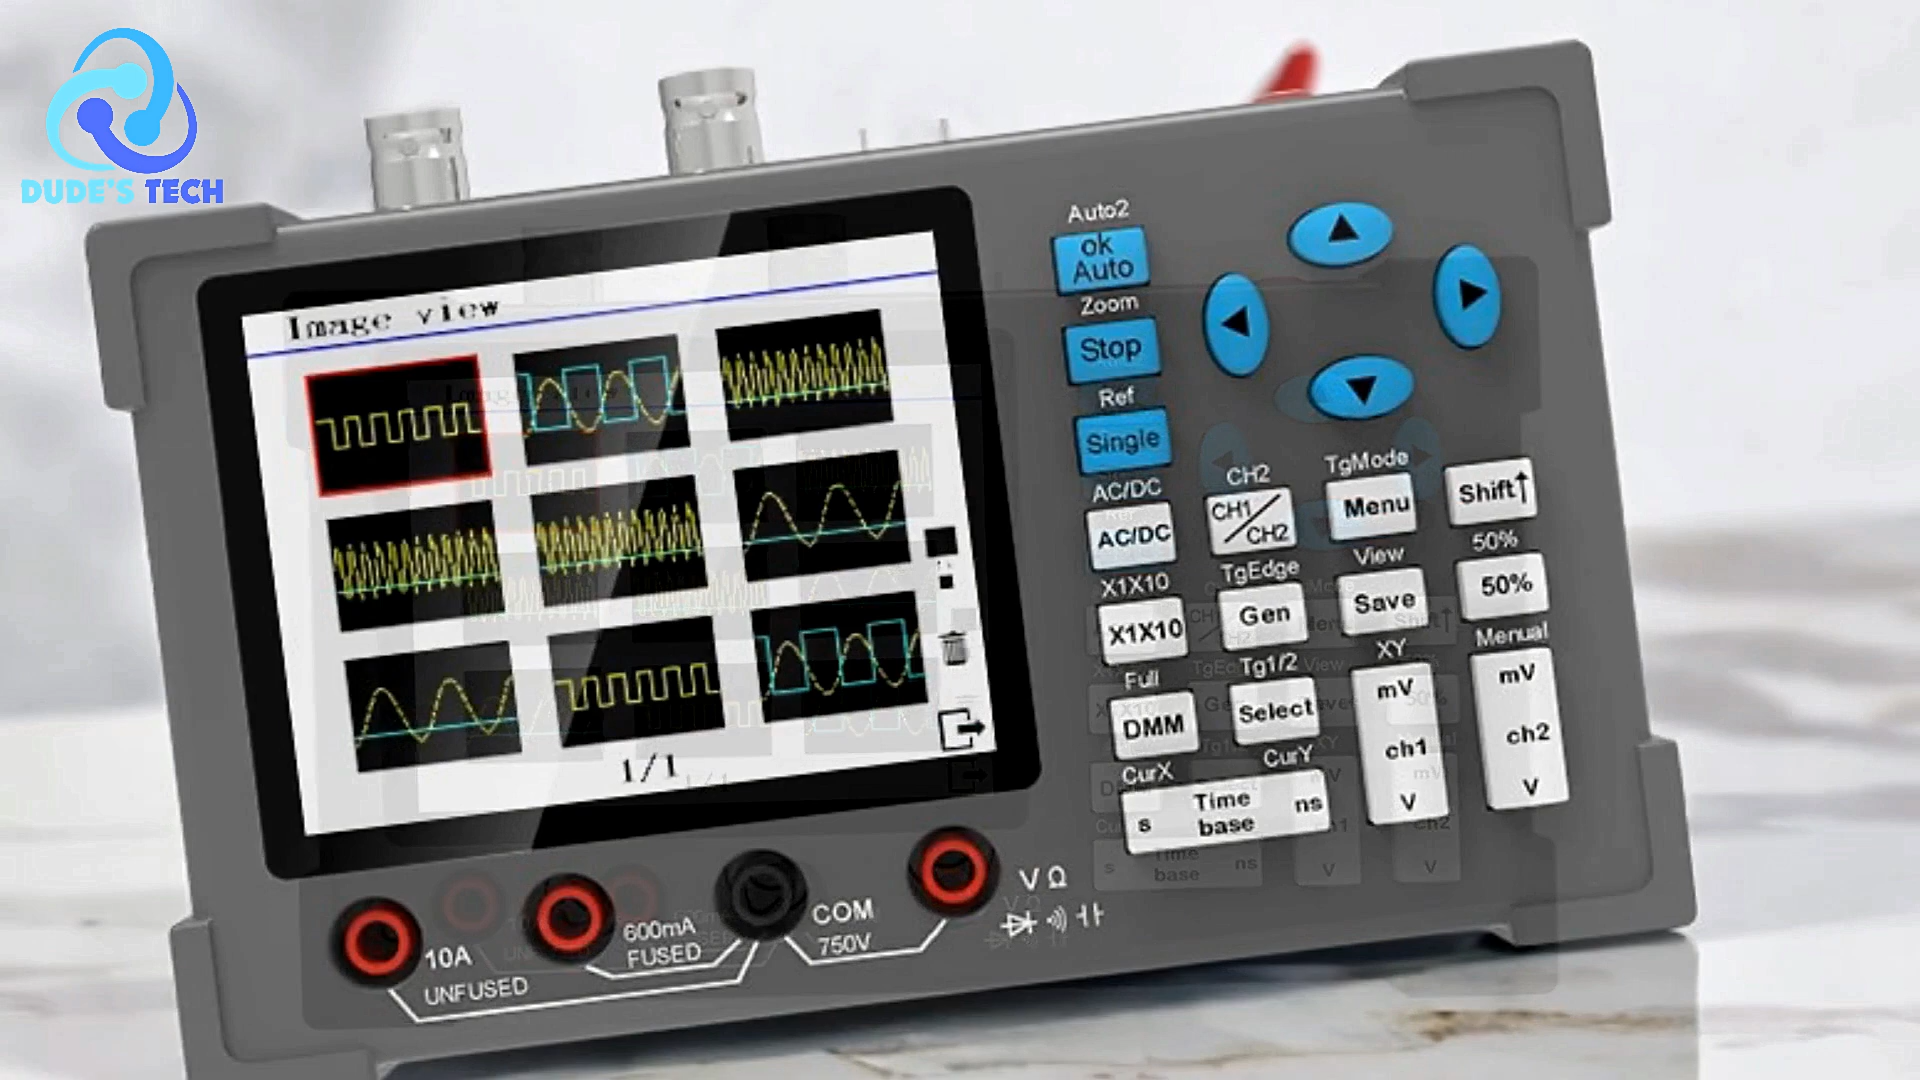 DUDE'S TECH
Image view
1/1
Auto2
ok
Auto
Zoom
Stop
Ref
Single
AC/DC
AC/DC
CH2
CH1/CH2
TgMode
Menu
Shift↑
X1X10
X1X10
TgEdge
Gen
View
Save
50%
50%
Full
DMM
Tg1/2
Select
XY
mV
ch1
V
Menual
mV
ch2
V
CurX
CurY
s
Time
base
ns
10A
UNFUSED
600mA
FUSED
COM
750V
V Ω